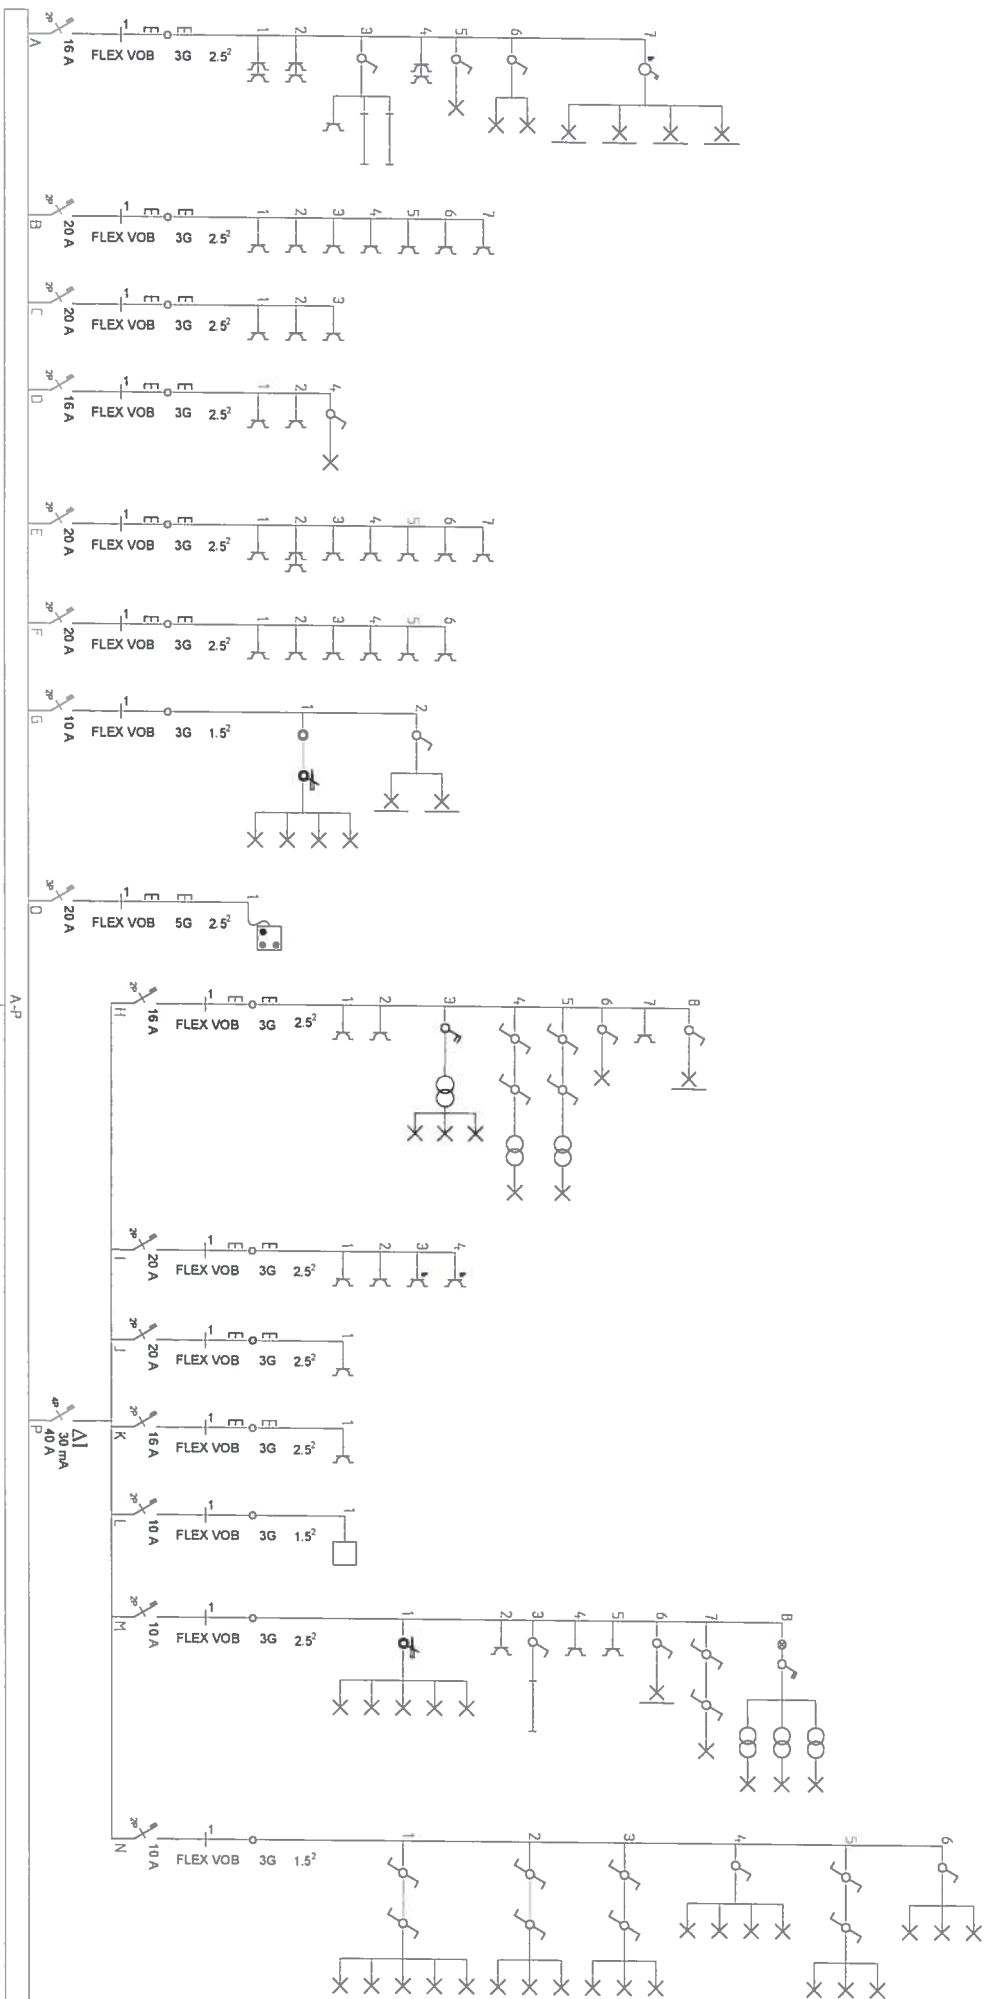 A 2P 16 A 1 FLEX VOB 3G 2.5² 1 2 3 4 5 6 7
B 2P 20 A 1 FLEX VOB 3G 2.5² 1 2 3 4 5 6 7
C 2P 20 A 1 FLEX VOB 3G 2.5² 1 2 3
D 2P 16 A 1 FLEX VOB 3G 2.5² 1 2 4
E 2P 20 A 1 FLEX VOB 3G 2.5² 1 2 3 4 5 6 7
F 2P 20 A 1 FLEX VOB 3G 2.5² 1 2 3 4 5 6
G 2P 10 A 1 FLEX VOB 3G 1.5² 1 2
O 3P 20 A 1 FLEX VOB 5G 2.5² 1
A-P
H 2P 16 A 1 FLEX VOB 3G 2.5² 1 2 3 4 5 6 7 8
I 2P 20 A 1 FLEX VOB 3G 2.5² 1 2 3 4
J 2P 20 A 1 FLEX VOB 3G 2.5² 1
P 4P 40 A 30 mA ΔI
K 2P 16 A 1 FLEX VOB 3G 2.5² 1
L 2P 10 A 1 FLEX VOB 3G 1.5² 1
M 2P 10 A 1 FLEX VOB 3G 2.5² 1 2 3 4 5 6 7 8
N 2P 10 A 1 FLEX VOB 3G 1.5² 1 2 3 4 5 6